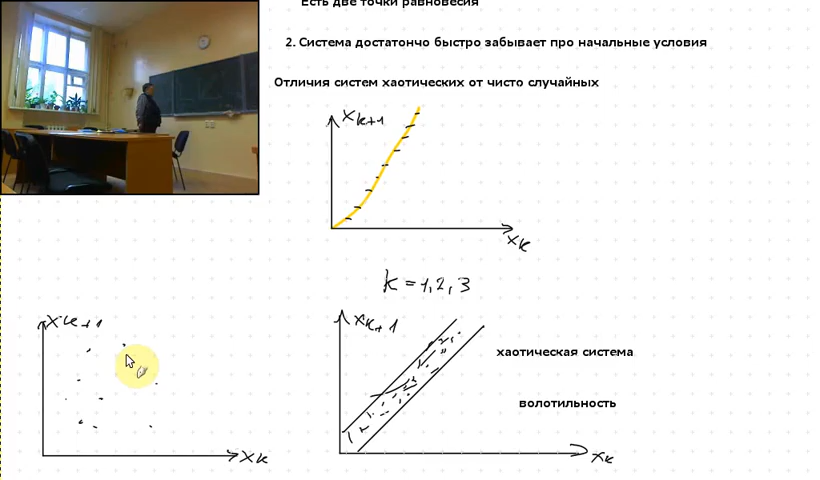 Есть две точки равновесия
2. Система достаточно быстро забывает про начальные условия
Отличия систем хаотических от чисто случайных
xk+1
xk
k = 1, 2, 3
xk+1
xk+1
хаотическая система
волотильность
xk
xk